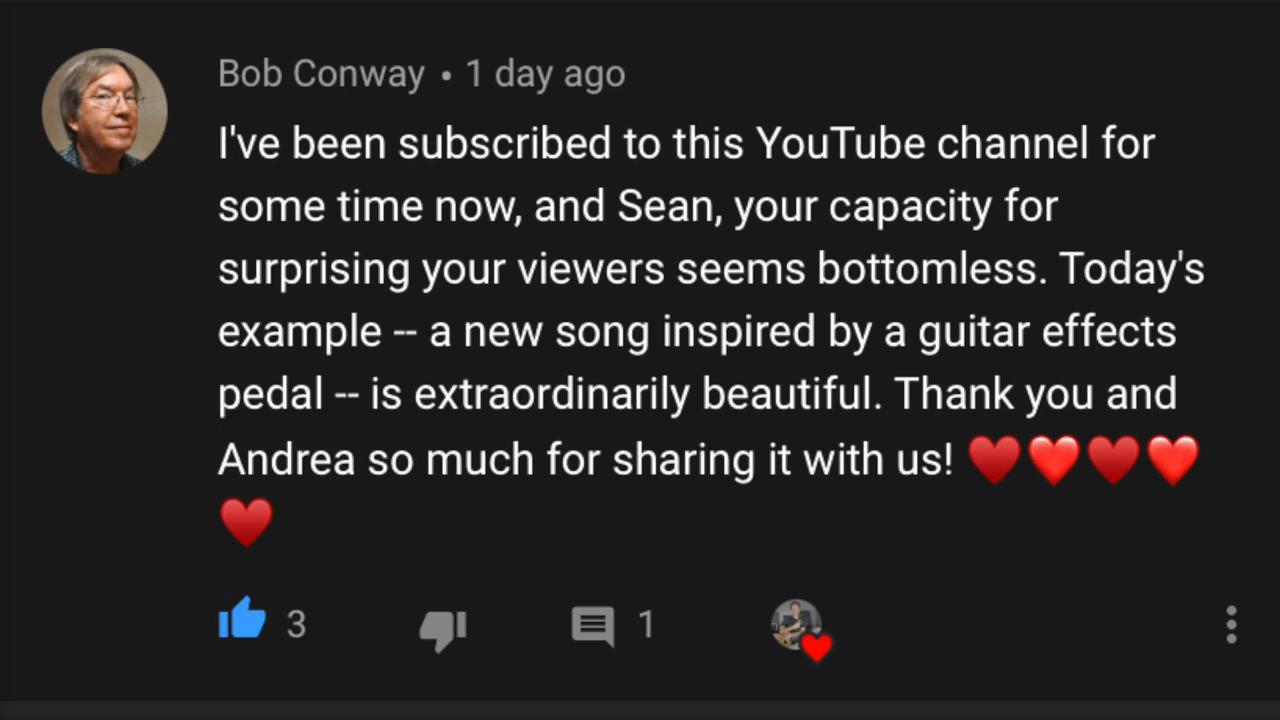 Bob Conway • 1 day ago
I've been subscribed to this YouTube channel for
some time now, and Sean, your capacity for
surprising your viewers seems bottomless. Today's
example -- a new song inspired by a guitar effects
pedal -- is extraordinarily beautiful. Thank you and
Andrea so much for sharing it with us! ♥️❤️♥️❤️
♥️
3 1